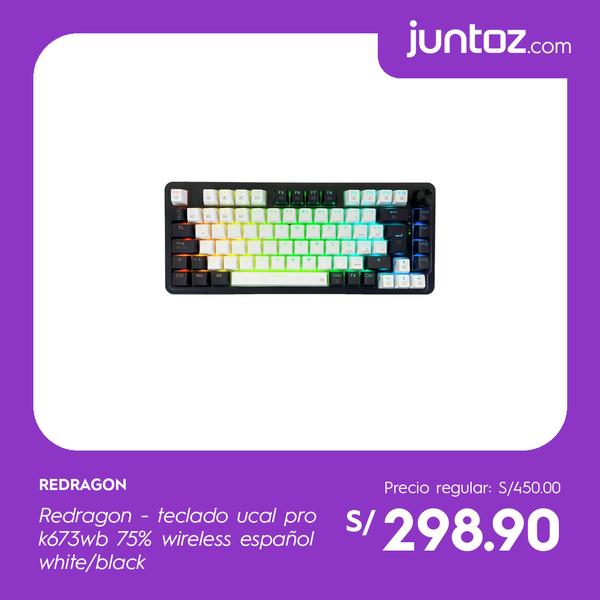 juntoz.com
REDRAGON
Redragon - teclado ucal pro
k673wb 75% wireless español
white/black
Precio regular: S/450.00
S/ 298.90